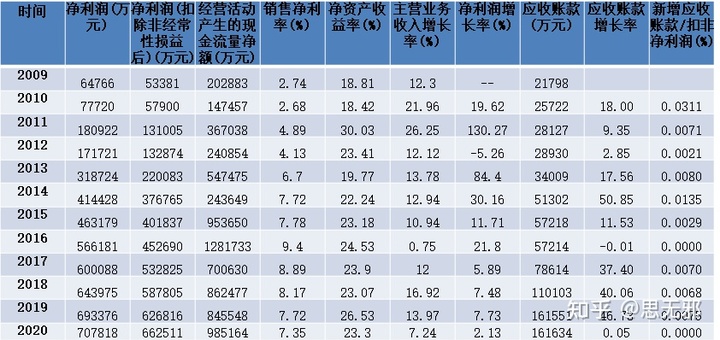 时间 净利润(万元) 净利润(扣除非经常性损益后)(万元) 经营活动产生的现金流量净额(万元) 销售净利率(%) 净资产收益率(%) 主营业务收入增长率(%) 净利润增长率(%) 应收账款(万元) 应收账款增长率 新增应收账款/扣非净利润(%)
2009 64766 53381 202883 2.74 18.81 12.3 -- 21798
2010 77720 57900 147457 2.68 18.42 21.96 19.62 25722 18.00 0.0311
2011 180922 131005 367038 4.89 30.03 26.25 130.27 28127 9.35 0.0071
2012 171721 132874 240854 4.13 23.41 12.12 -5.26 28930 2.85 0.0021
2013 318724 220083 547475 6.7 19.77 13.78 84.4 34009 17.56 0.0080
2014 414428 376765 243649 7.72 22.24 12.94 30.16 51302 50.85 0.0135
2015 463179 401837 953650 7.78 23.18 10.94 11.71 57218 11.53 0.0029
2016 566181 452690 1281733 9.4 24.53 0.75 21.8 57214 -0.01 0.0000
2017 600088 532825 700630 8.89 23.9 12 5.89 78614 37.40 0.0070
2018 643975 587805 862477 8.17 23.07 16.92 7.48 110103 40.06 0.0068
2019 693376 626816 845548 7.72 26.53 13.97 7.73 161551 46.73
2020 707818 662511 985164 7.35 23.3 7.24 2.13 161634 0.05 0.0000
知乎 @思无邪